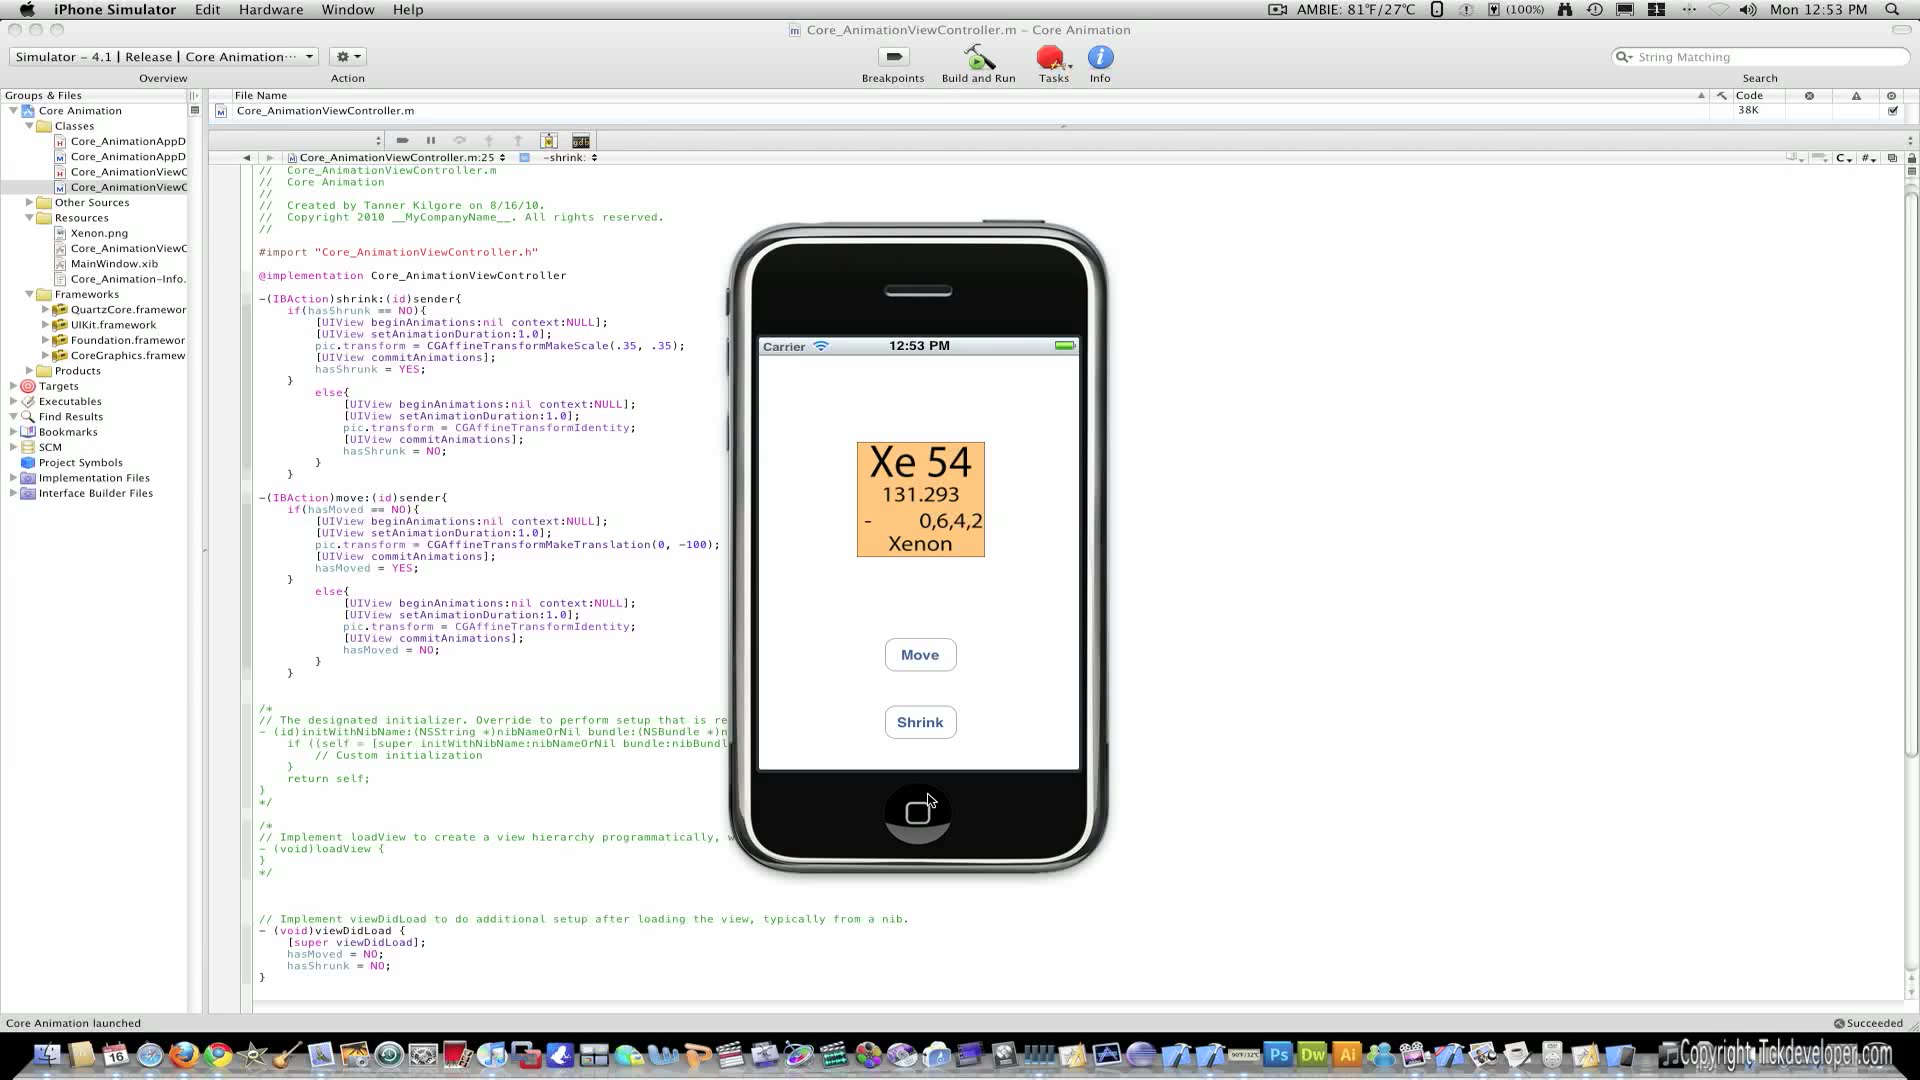 iPhone Simulator Edit Hardware Window Help
AMBIE: 81°F/27°C (100%) Mon 12:53 PM
Core_AnimationViewController.m – Core Animation
Simulator – 4.1 | Release | Core Animation···
String Matching
Overview Action Breakpoints Build and Run Tasks Info Search
Groups & Files
Core Animation
Classes
Core_AnimationAppD
Core_AnimationAppD
Core_AnimationViewC
Core_AnimationViewC
Other Sources
Resources
Xenon.png
Core_AnimationViewC
MainWindow.xib
Core_Animation-Info.
Frameworks
QuartzCore.framewor
UIKit.framework
Foundation.framewor
CoreGraphics.framew
Products
Targets
Executables
Find Results
Bookmarks
SCM
Project Symbols
Implementation Files
Interface Builder Files
File Name Code
Core_AnimationViewController.m 38K
Core_AnimationViewController.m:25 -shrink: C #
// Core_AnimationViewController.m
// Core Animation
//
// Created by Tanner Kilgore on 8/16/10.
// Copyright 2010 __MyCompanyName__. All rights reserved.
//
#import "Core_AnimationViewController.h"
@implementation Core_AnimationViewController
-(IBAction)shrink:(id)sender{
if(hasShrunk == NO){
[UIView beginAnimations:nil context:NULL];
[UIView setAnimationDuration:1.0];
pic.transform = CGAffineTransformMakeScale(.35, .35);
[UIView commitAnimations];
hasShrunk = YES;
}
else{
[UIView beginAnimations:nil context:NULL];
[UIView setAnimationDuration:1.0];
pic.transform = CGAffineTransformIdentity;
[UIView commitAnimations];
hasShrunk = NO;
}
}
-(IBAction)move:(id)sender{
if(hasMoved == NO){
[UIView beginAnimations:nil context:NULL];
[UIView setAnimationDuration:1.0];
pic.transform = CGAffineTransformMakeTranslation(0, -100);
[UIView commitAnimations];
hasMoved = YES;
}
else{
[UIView beginAnimations:nil context:NULL];
[UIView setAnimationDuration:1.0];
pic.transform = CGAffineTransformIdentity;
[UIView commitAnimations];
hasMoved = NO;
}
}
/*
// The designated initializer. Override to perform setup that is re
- (id)initWithNibName:(NSString *)nibNameOrNil bundle:(NSBundle *)n
if ((self = [super initWithNibName:nibNameOrNil bundle:nibBundl
// Custom initialization
}
return self;
}
*/
/*
// Implement loadView to create a view hierarchy programmatically, w
- (void)loadView {
}
*/
// Implement viewDidLoad to do additional setup after loading the view, typically from a nib.
- (void)viewDidLoad {
[super viewDidLoad];
hasMoved = NO;
hasShrunk = NO;
}
Carrier 12:53 PM
Xe 54
131.293
- 0,6,4,2
Xenon
Move
Shrink
Core Animation launched
Succeeded
16
90°F/32°C
Ps Dw Ai
Copyright Tickdeveloper.com